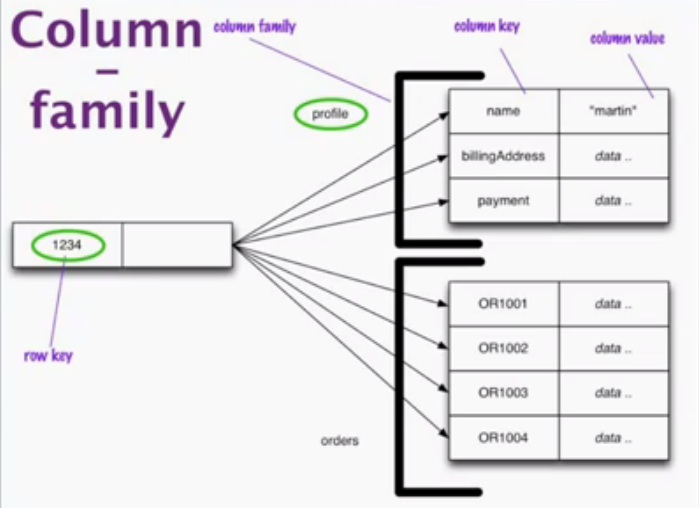 Column
–
family
column family
column key
column value
profile
name
"martin"
billingAddress
data ..
payment
data ..
1234
row key
OR1001
data ..
OR1002
data ..
OR1003
data ..
OR1004
data ..
orders